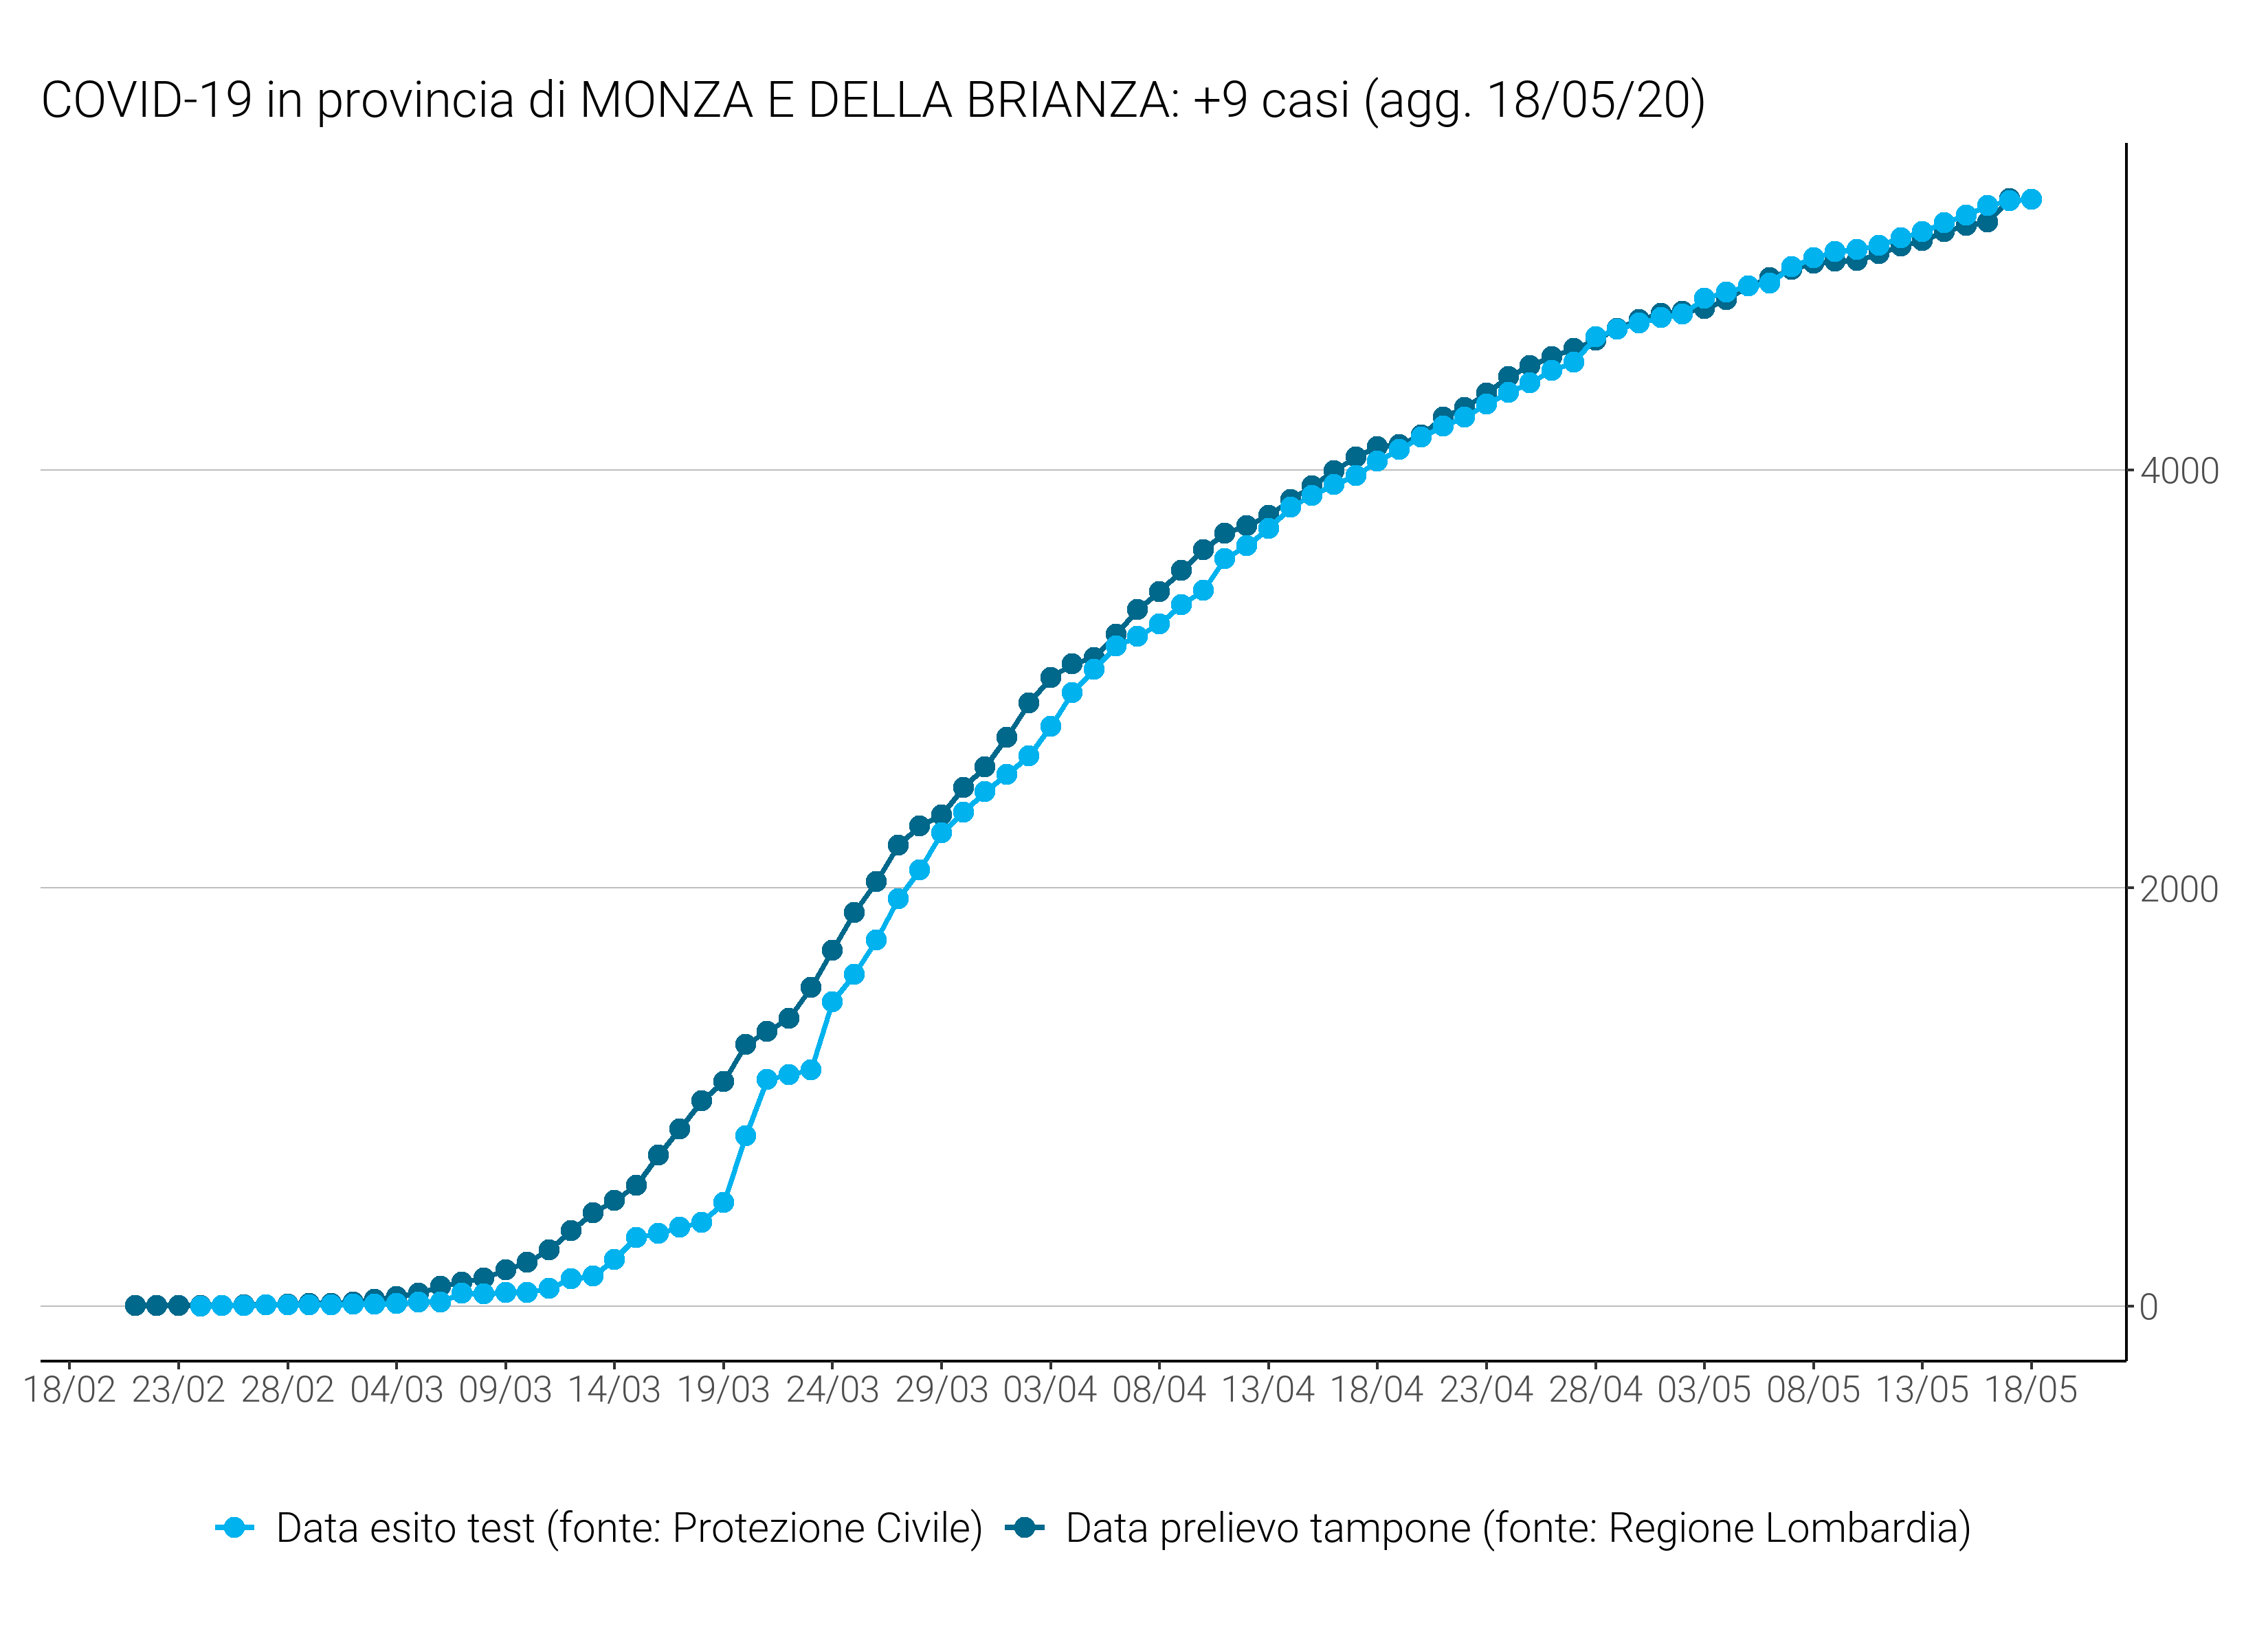 COVID-19 in provincia di MONZA E DELLA BRIANZA: +9 casi (agg. 18/05/20)
4000
2000
0
18/02 23/02 28/02 04/03 09/03 14/03 19/03 24/03 29/03 03/04 08/04 13/04 18/04 23/04 28/04 03/05 08/05 13/05 18/05
Data esito test (fonte: Protezione Civile) Data prelievo tampone (fonte: Regione Lombardia)